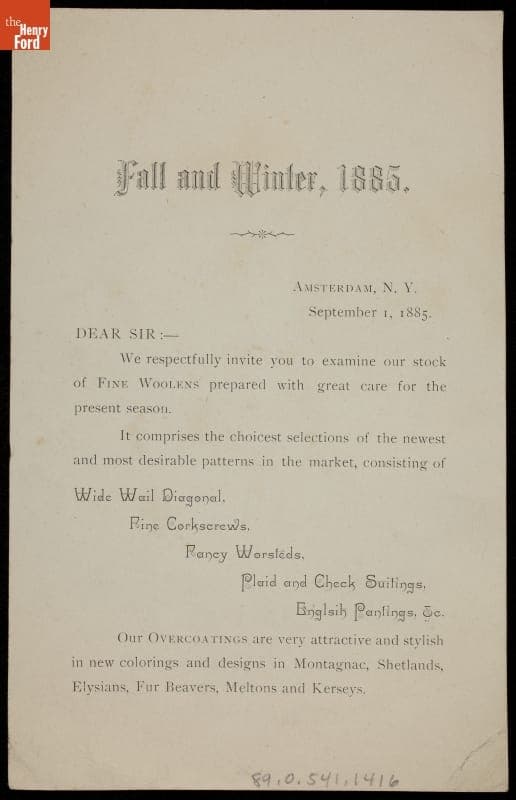 the
Henry
Ford
Fall and Winter, 1885.
AMSTERDAM, N. Y.
September 1, 1885.
DEAR SIR:—
We respectfully invite you to examine our stock
of FINE WOOLENS prepared with great care for the
present season.
It comprises the choicest selections of the newest
and most desirable patterns in the market, consisting of
Wide Wail Diagonal,
Fine Corkscrews,
Fancy Worsteds,
Plaid and Check Suitings,
Englsih Pantings, &c.
Our OVERCOATINGS are very attractive and stylish
in new colorings and designs in Montagnac, Shetlands,
Elysians, Fur Beavers, Meltons and Kerseys.
89.0.541.1416